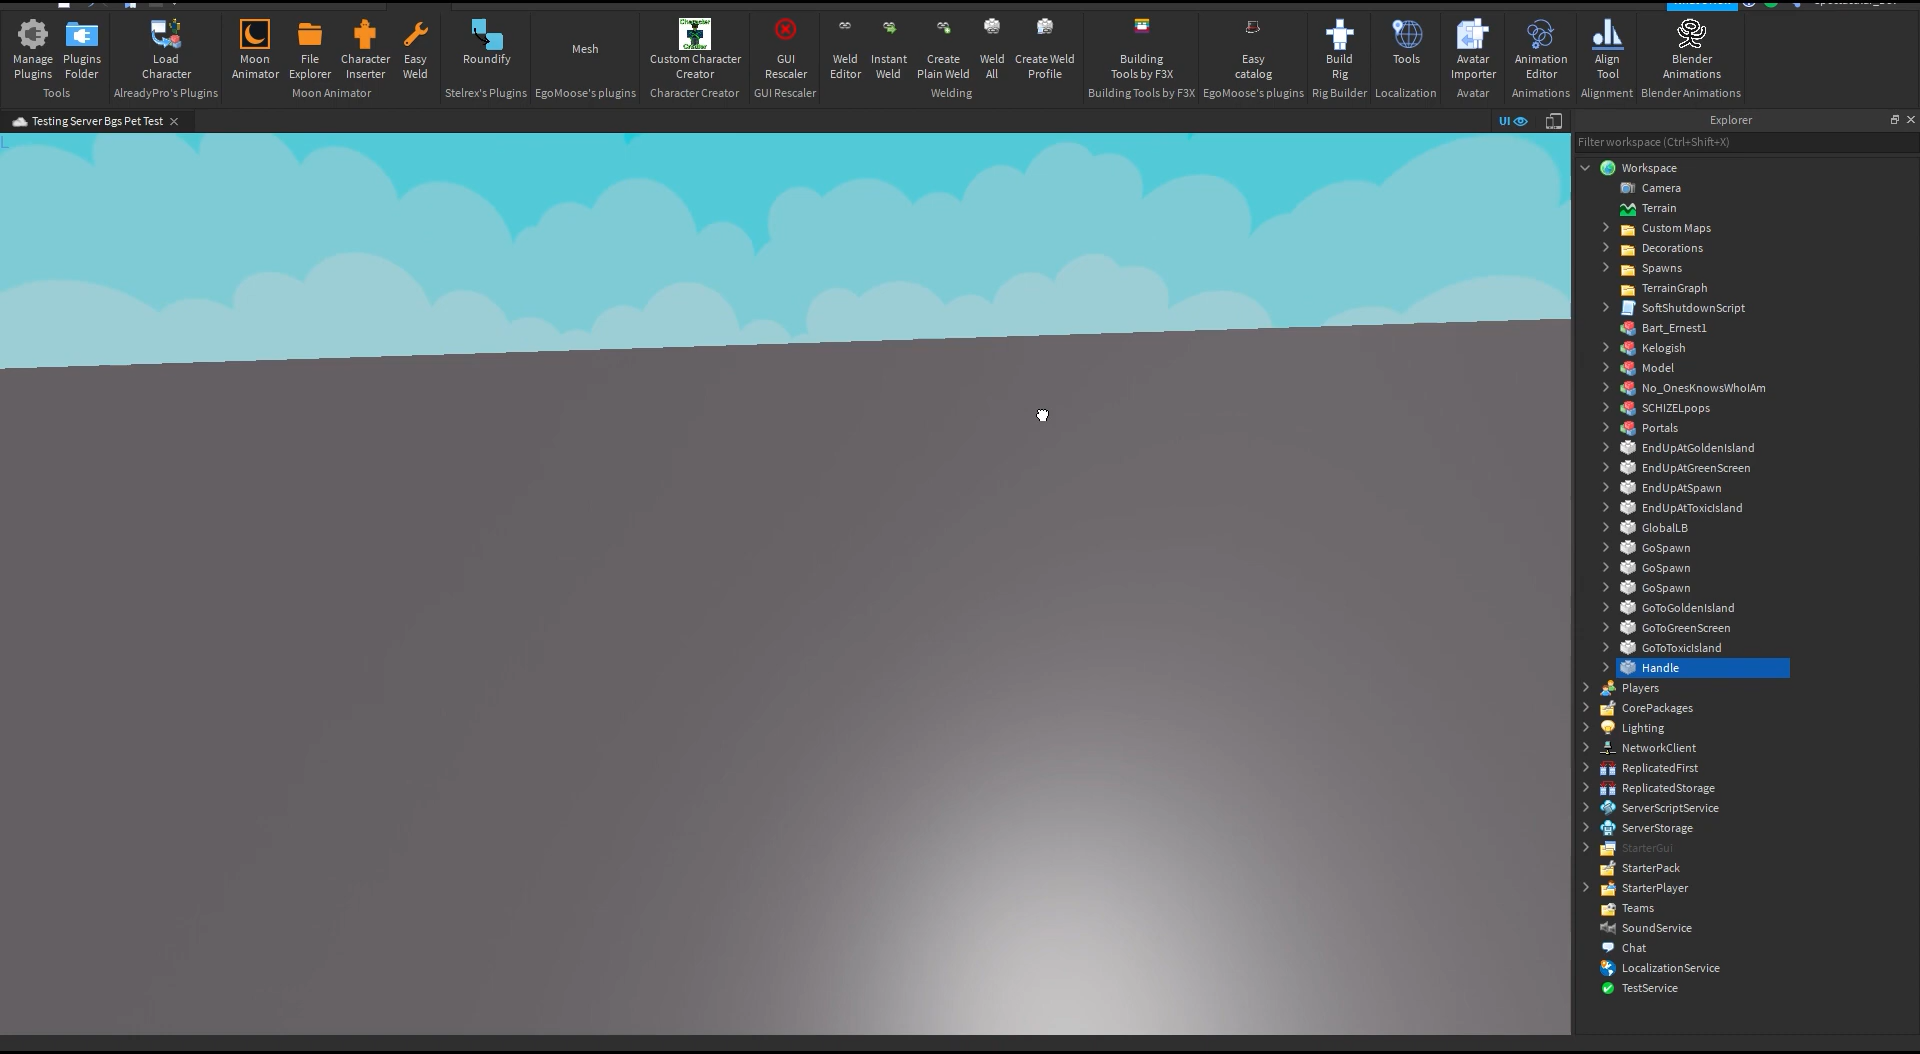 Manage Plugins
Plugins Folder
Tools
Load Character
AlreadyPro's Plugins
Moon Animator
File Explorer
Character Inserter
Easy Weld
Moon Animator
Roundify
Stelrex's Plugins
Mesh
EgoMoose's plugins
Character
Custom Character Creator
Character Creator
GUI Rescaler
GUI Rescaler
Weld Editor
Instant Weld
Create Plain Weld
Weld All
Create Weld Profile
Welding
Building Tools by F3X
Building Tools by F3X
Easy catalog
EgoMoose's plugins
Build Rig
Rig Builder
Tools
Localization
Avatar Importer
Avatar
Animation Editor
Animations
Align Tool
Alignment
Blender Animations
Blender Animations
Testing Server Bgs Pet Test
UI
Explorer
Filter workspace (Ctrl+Shift+X)
Workspace
Camera
Terrain
Custom Maps
Decorations
Spawns
TerrainGraph
SoftShutdownScript
Bart_Ernest1
Kelogish
Model
No_OnesKnowsWhoIAm
SCHIZELpops
Portals
EndUpAtGoldenIsland
EndUpAtGreenScreen
EndUpAtSpawn
EndUpAtToxicIsland
GlobalLB
GoSpawn
GoSpawn
GoSpawn
GoToGoldenIsland
GoToGreenScreen
GoToToxicIsland
Handle
Players
CorePackages
Lighting
NetworkClient
ReplicatedFirst
ReplicatedStorage
ServerScriptService
ServerStorage
StarterGui
StarterPack
StarterPlayer
Teams
SoundService
Chat
LocalizationService
TestService